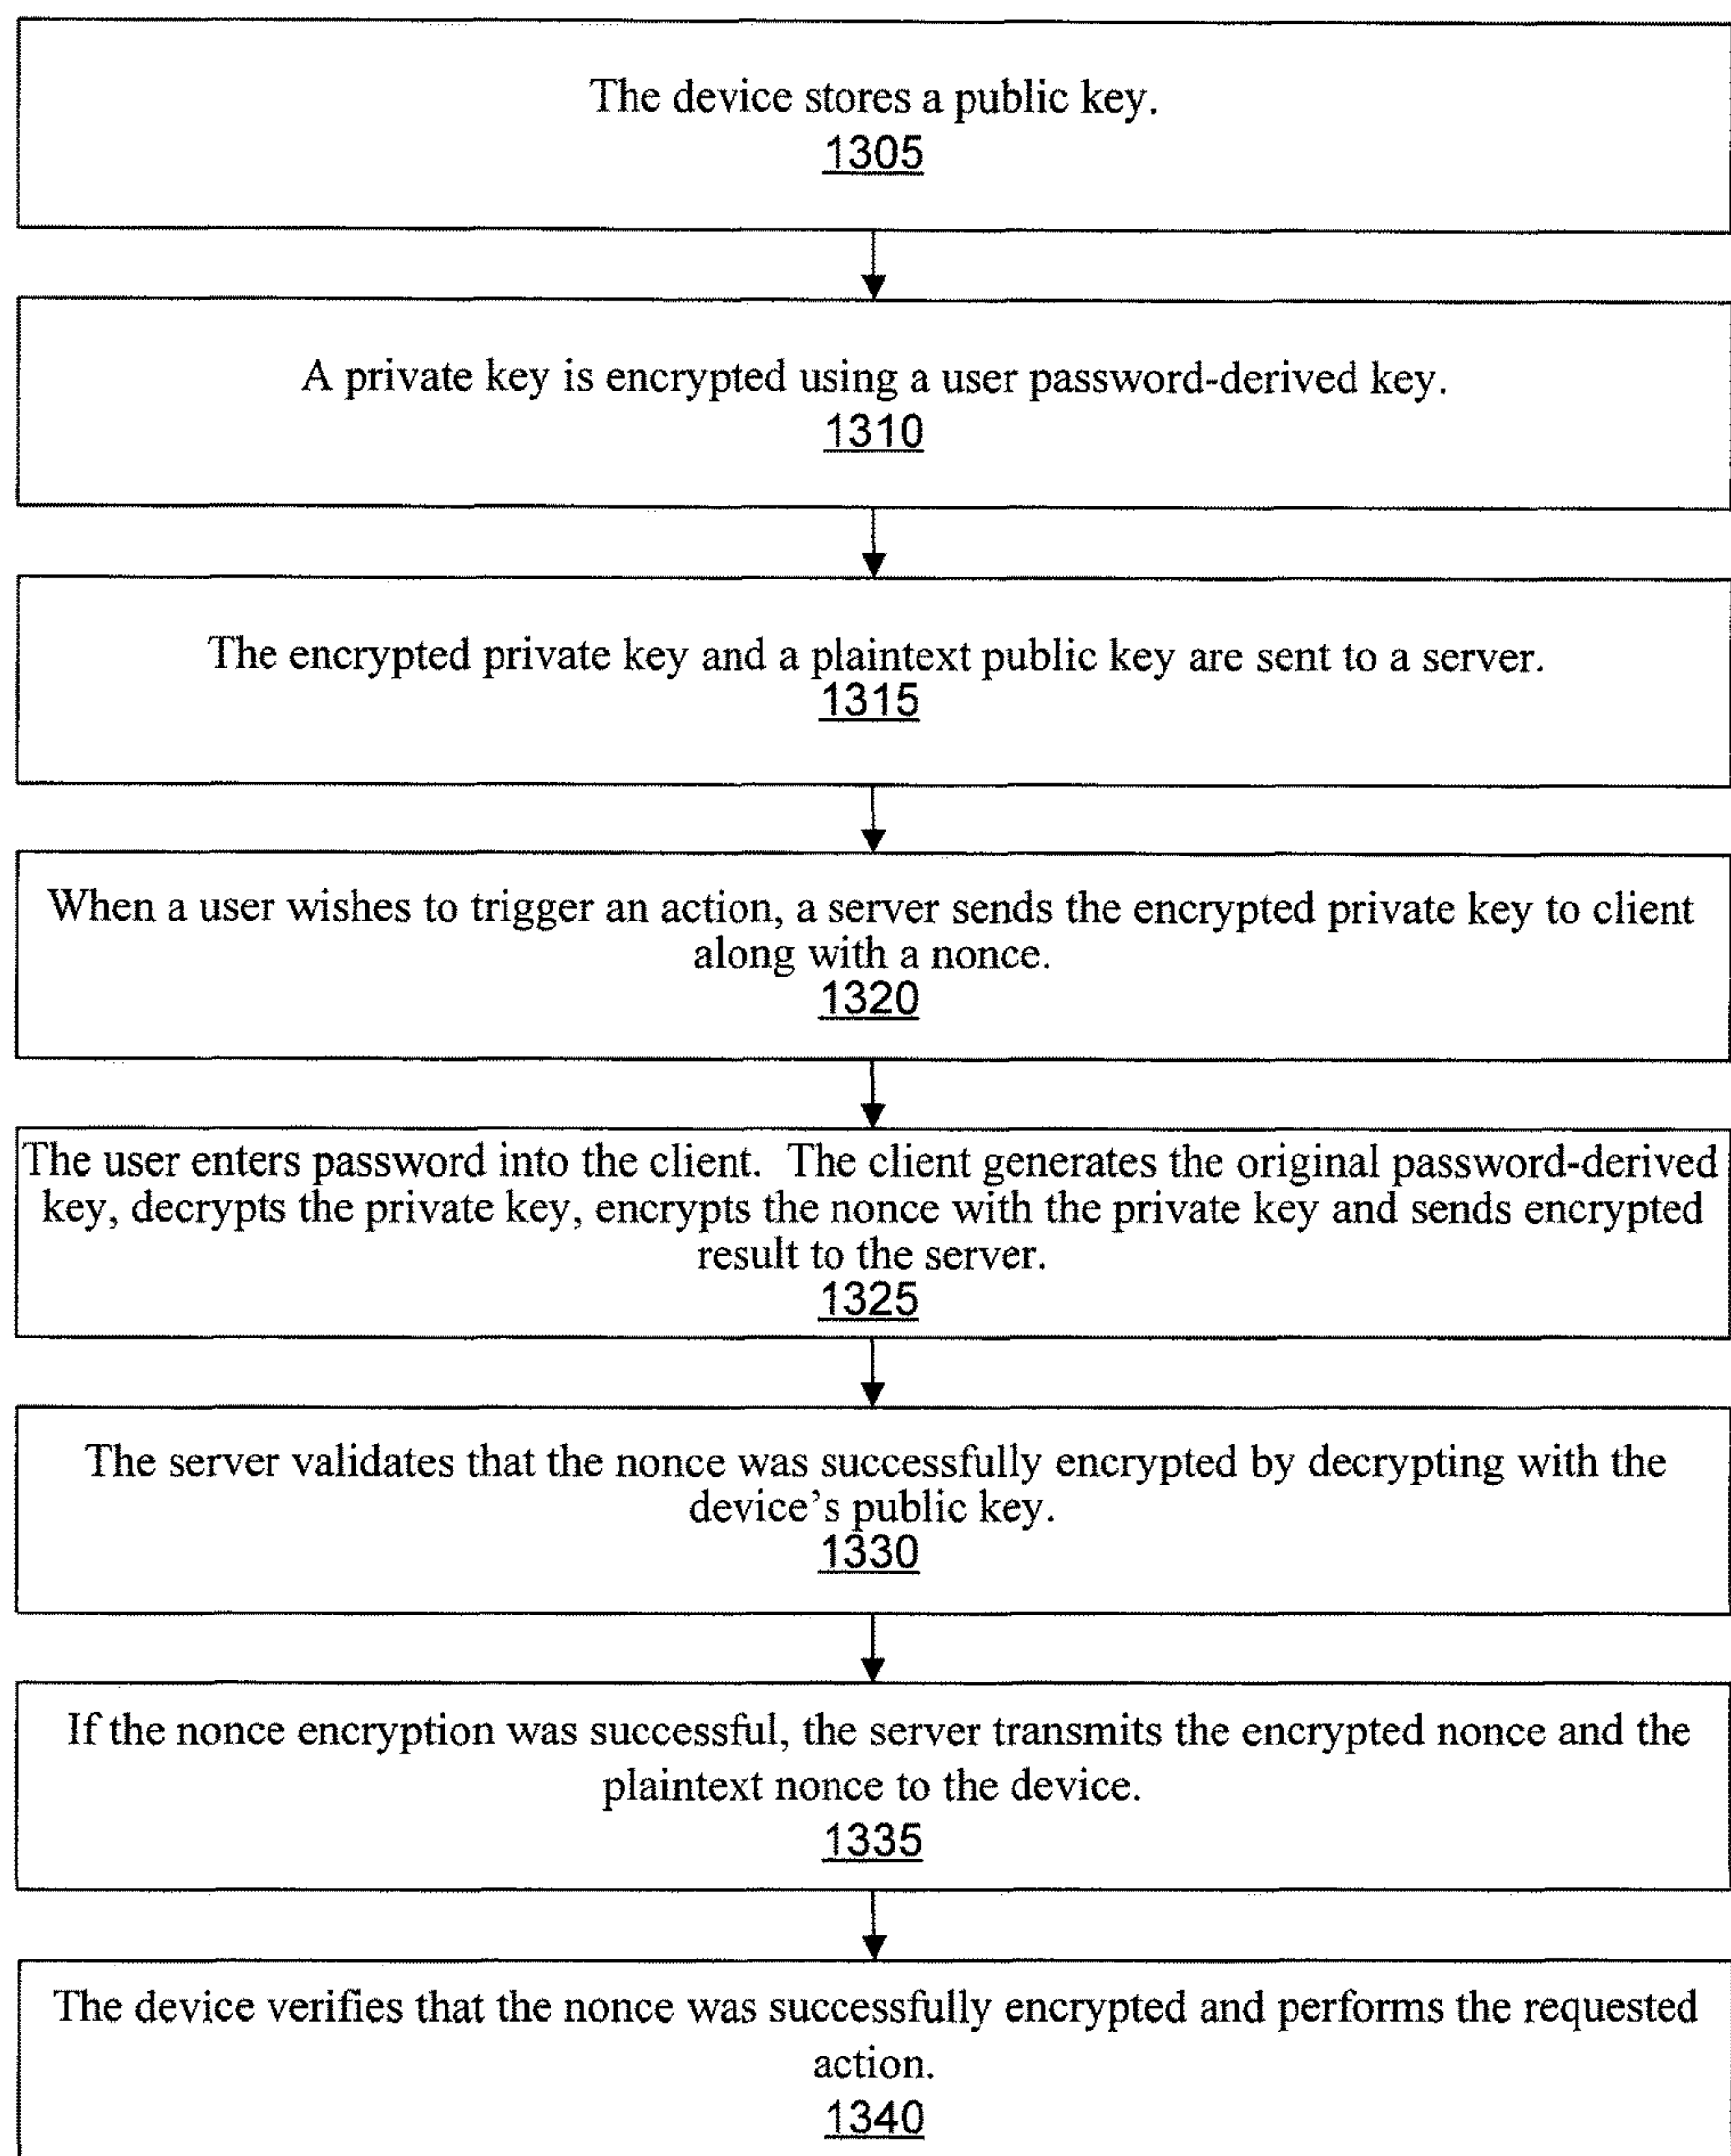 The device stores a public key.
1305
A private key is encrypted using a user password-derived key.
1310
The encrypted private key and a plaintext public key are sent to a server.
1315
When a user wishes to trigger an action, a server sends the encrypted private key to client
along with a nonce.
1320
The user enters password into the client. The client generates the original password-derived
key, decrypts the private key, encrypts the nonce with the private key and sends encrypted
result to the server.
1325
The server validates that the nonce was successfully encrypted by decrypting with the
device's public key.
1330
If the nonce encryption was successful, the server transmits the encrypted nonce and the
plaintext nonce to the device.
1335
The device verifies that the nonce was successfully encrypted and performs the requested
action.
1340